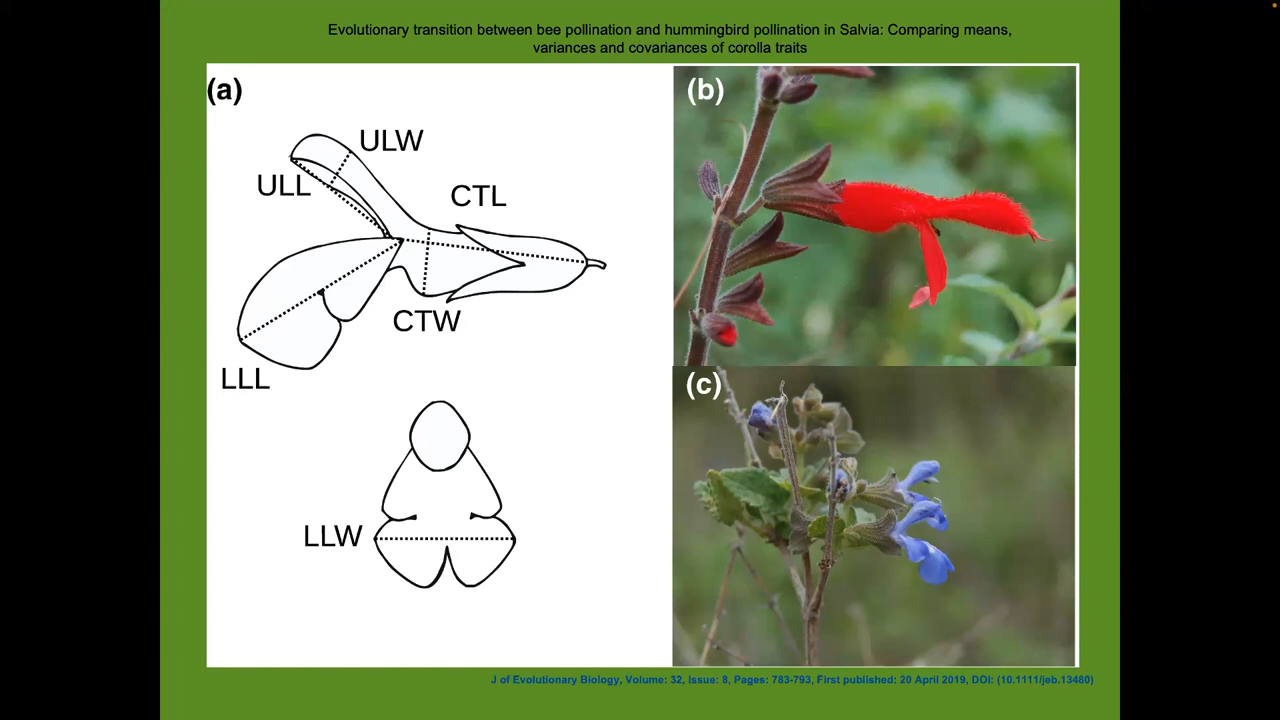 Evolutionary transition between bee pollination and hummingbird pollination in Salvia: Comparing means,
variances and covariances of corolla traits
(a)
ULW
ULL
CTL
CTW
LLL
LLW
(b)
(c)
J of Evolutionary Biology, Volume: 32, Issue: 8, Pages: 783-793, First published: 20 April 2019, DOI: (10.1111/jeb.13480)